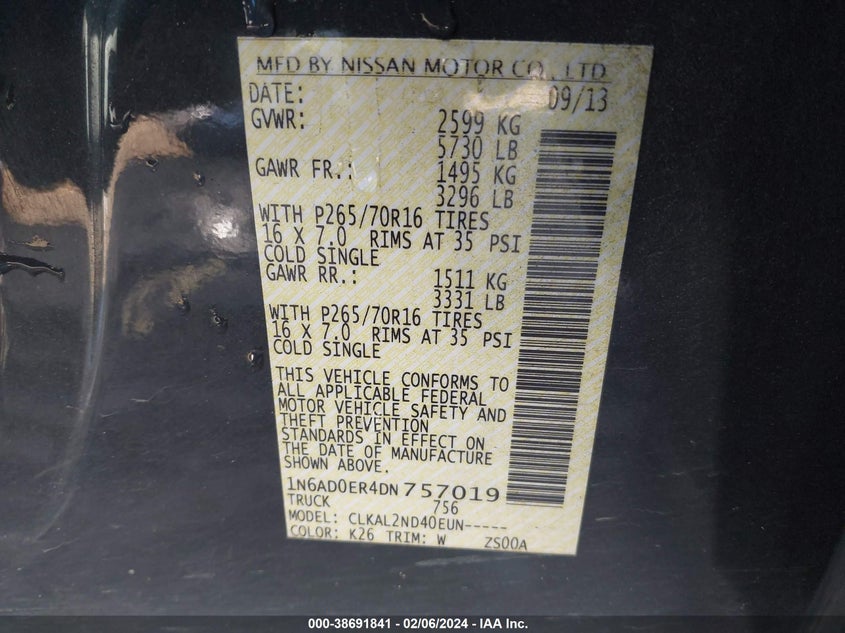 MFD BY NISSAN MOTOR CO., LTD
DATE: 09/13
GVWR: 2599 KG
5730 LB
GAWR FR.: 1495 KG
3296 LB
WITH P265/70R16 TIRES
16 X 7.0 RIMS AT 35 PSI
COLD SINGLE
GAWR RR.: 1511 KG
3331 LB
WITH P265/70R16 TIRES
16 X 7.0 RIMS AT 35 PSI
COLD SINGLE
THIS VEHICLE CONFORMS TO
ALL APPLICABLE FEDERAL
MOTOR VEHICLE SAFETY AND
THEFT PREVENTION
STANDARDS IN EFFECT ON
THE DATE OF MANUFACTURE
SHOWN ABOVE.
1N6AD0ER4DN757019
TRUCK 756
MODEL: CLKAL2ND40EUN-----
COLOR: K26 TRIM: W ZS00A
000-38691841 - 02/06/2024 - IAA Inc.